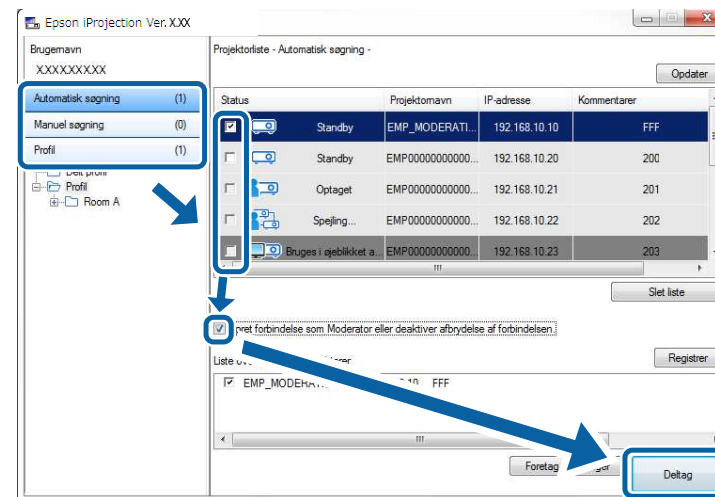 Epson iProjection Ver. X.XX
Brugernavn
XXXXXXXXX
Automatisk søgning (1)
Manuel søgning (0)
Profil (1)
Delt profil
Profil
Room A
Projektorliste - Automatisk søgning -
Opdater
Status Projektornavn IP-adresse Kommentarer
Standby EMP_MODERATI... 192.168.10.10 FFF
Standby EMP00000000000... 192.168.10.20 200
Optaget EMP00000000000... 192.168.10.21 201
Spejling... EMP00000000000... 192.168.10.22 202
Bruges i øjeblikket a... EMP00000000000... 192.168.10.23 203
Slet liste
pret forbindelse som Moderator eller deaktiver afbrydelse af forbindelsen.
Liste
Registrer
EMP_MODERA 10 FFF
Foretag
Deltag